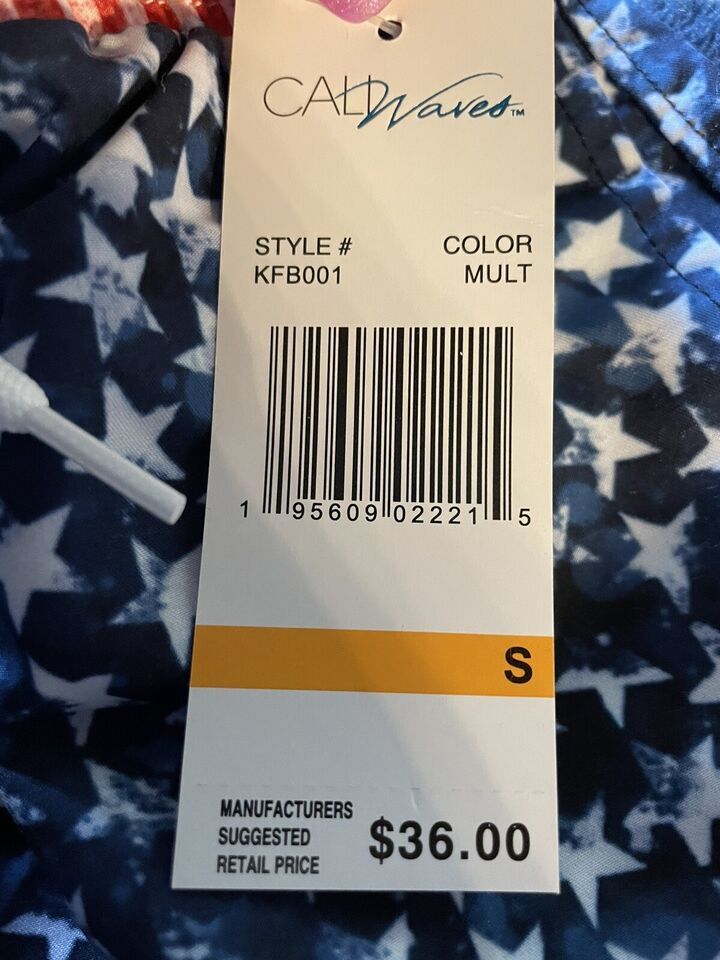 CALI Waves™
STYLE # COLOR
KFB001 MULT
1 95609 02221 5
S
MANUFACTURERS
SUGGESTED
RETAIL PRICE
$36.00